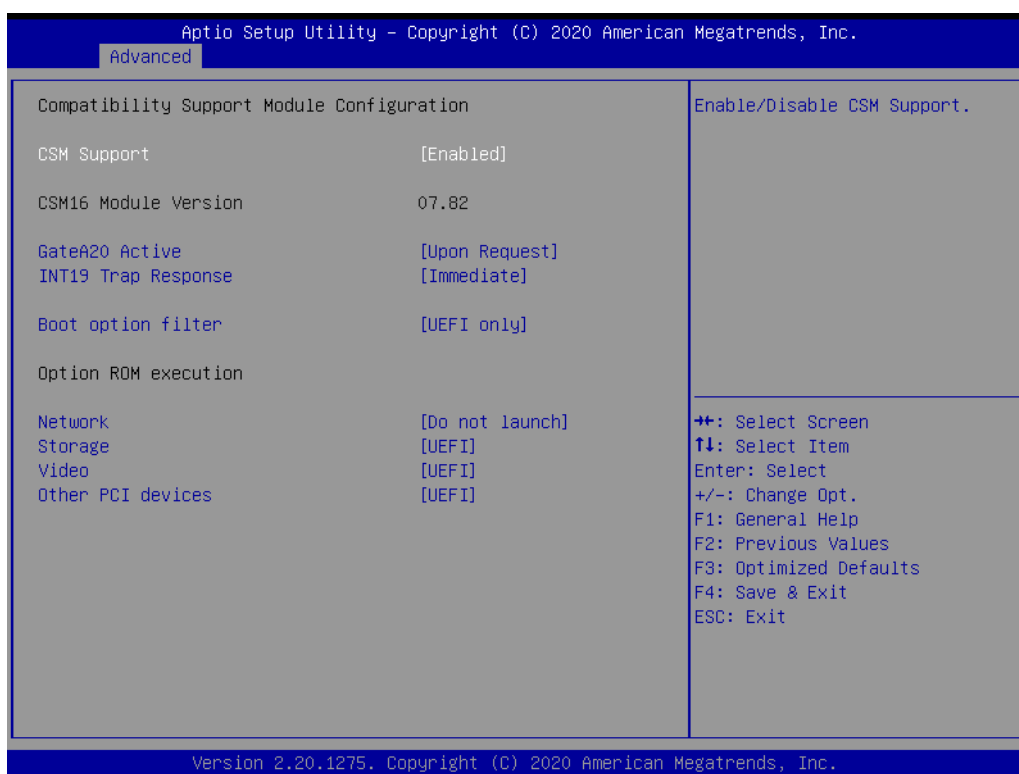 Aptio Setup Utility – Copyright (C) 2020 American Megatrends, Inc.
Advanced
Compatibility Support Module Configuration
CSM Support [Enabled]
CSM16 Module Version 07.82
GateA20 Active [Upon Request]
INT19 Trap Response [Immediate]
Boot option filter [UEFI only]
Option ROM execution
Network [Do not launch]
Storage [UEFI]
Video [UEFI]
Other PCI devices [UEFI]
Enable/Disable CSM Support.
→←: Select Screen
↑↓: Select Item
Enter: Select
+/-: Change Opt.
F1: General Help
F2: Previous Values
F3: Optimized Defaults
F4: Save & Exit
ESC: Exit
Version 2.20.1275. Copyright (C) 2020 American Megatrends, Inc.